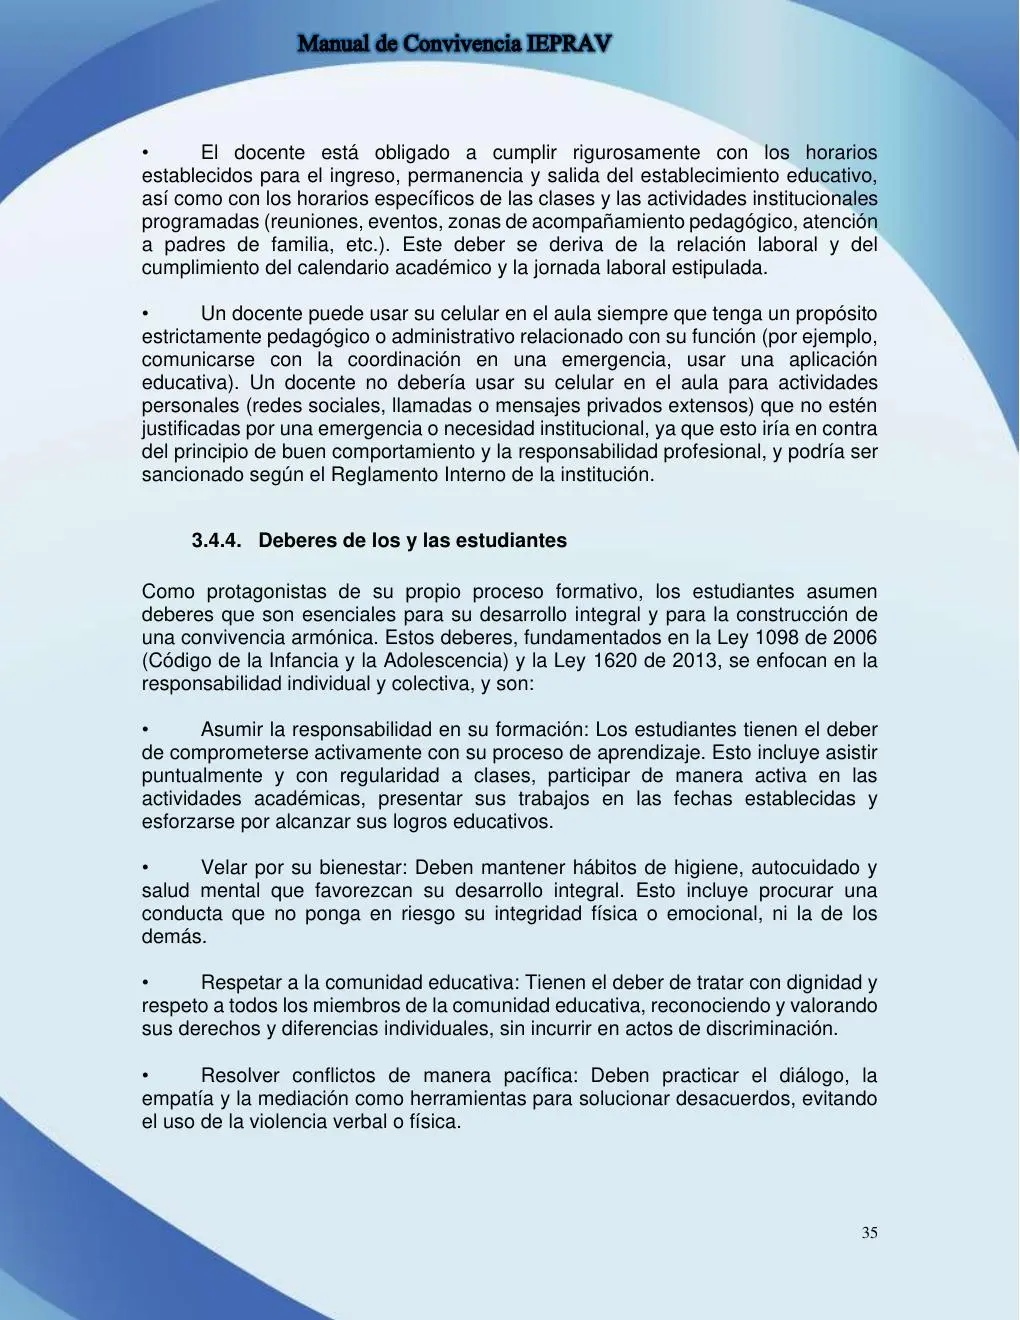 Manual de Convivencia IEPRAV
• El docente está obligado a cumplir rigurosamente con los horarios
establecidos para el ingreso, permanencia y salida del establecimiento educativo,
así como con los horarios específicos de las clases y las actividades institucionales
programadas (reuniones, eventos, zonas de acompañamiento pedagógico, atención
a padres de familia, etc.). Este deber se deriva de la relación laboral y del
cumplimiento del calendario académico y la jornada laboral estipulada.
• Un docente puede usar su celular en el aula siempre que tenga un propósito
estrictamente pedagógico o administrativo relacionado con su función (por ejemplo,
comunicarse con la coordinación en una emergencia, usar una aplicación
educativa). Un docente no debería usar su celular en el aula para actividades
personales (redes sociales, llamadas o mensajes privados extensos) que no estén
justificadas por una emergencia o necesidad institucional, ya que esto iría en contra
del principio de buen comportamiento y la responsabilidad profesional, y podría ser
sancionado según el Reglamento Interno de la institución.
3.4.4. Deberes de los y las estudiantes
Como protagonistas de su propio proceso formativo, los estudiantes asumen
deberes que son esenciales para su desarrollo integral y para la construcción de
una convivencia armónica. Estos deberes, fundamentados en la Ley 1098 de 2006
(Código de la Infancia y la Adolescencia) y la Ley 1620 de 2013, se enfocan en la
responsabilidad individual y colectiva, y son:
• Asumir la responsabilidad en su formación: Los estudiantes tienen el deber
de comprometerse activamente con su proceso de aprendizaje. Esto incluye asistir
puntualmente y con regularidad a clases, participar de manera activa en las
actividades académicas, presentar sus trabajos en las fechas establecidas y
esforzarse por alcanzar sus logros educativos.
• Velar por su bienestar: Deben mantener hábitos de higiene, autocuidado y
salud mental que favorezcan su desarrollo integral. Esto incluye procurar una
conducta que no ponga en riesgo su integridad física o emocional, ni la de los
demás.
• Respetar a la comunidad educativa: Tienen el deber de tratar con dignidad y
respeto a todos los miembros de la comunidad educativa, reconociendo y valorando
sus derechos y diferencias individuales, sin incurrir en actos de discriminación.
• Resolver conflictos de manera pacífica: Deben practicar el diálogo, la
empatía y la mediación como herramientas para solucionar desacuerdos, evitando
el uso de la violencia verbal o física.
35